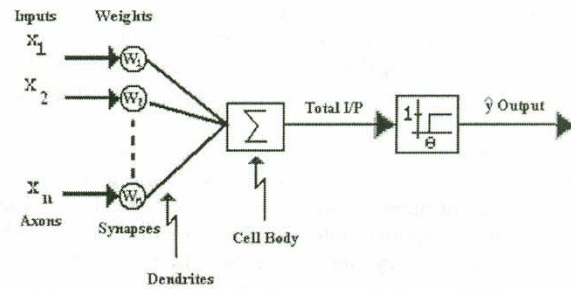 Inputs Weights
X1 W1
X2 W2
Σ Total I/P 1 θ ŷ Output
Xn Wn
Axons Synapses Cell Body
Dendrites